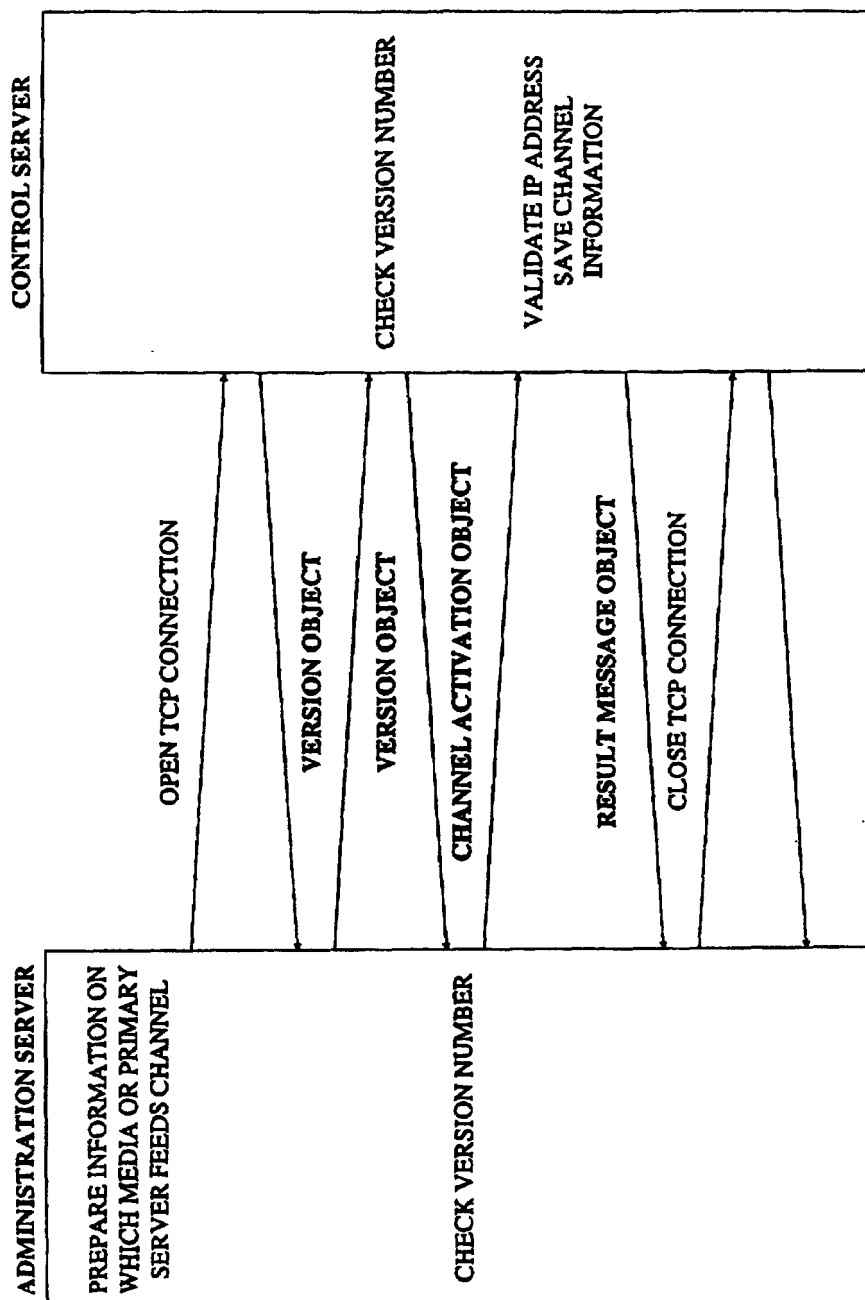 ADMINISTRATION SERVER
CONTROL SERVER
PREPARE INFORMATION ON
WHICH MEDIA OR PRIMARY
SERVER FEEDS CHANNEL
OPEN TCP CONNECTION
VERSION OBJECT
VERSION OBJECT
CHECK VERSION NUMBER
CHECK VERSION NUMBER
CHANNEL ACTIVATION OBJECT
VALIDATE IP ADDRESS
SAVE CHANNEL
INFORMATION
RESULT MESSAGE OBJECT
CLOSE TCP CONNECTION